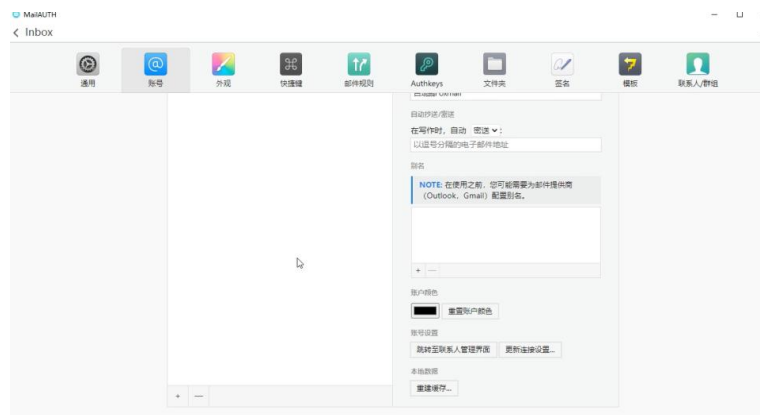 MailAUTH
Inbox
通用
账号
外观
快捷键
邮件规则
Authkeys
文件夹
签名
模板
联系人/群组
自动抄送/密送
在写作时，自动 密送 :
以逗号分隔的电子邮件地址
别名
NOTE: 在使用之前，您可能需要为邮件提供商
（Outlook、Gmail）配置别名。
账户颜色
重置账户颜色
账号设置
跳转至联系人管理界面
更新连接设置...
本地数据
重建缓存...